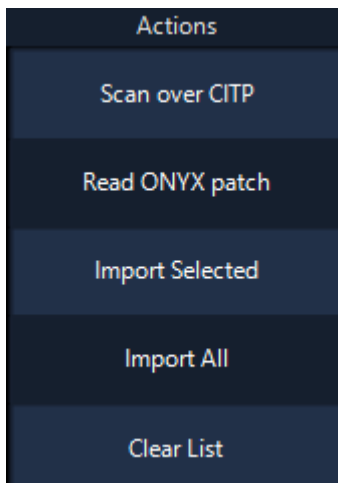 Actions
Scan over CITP
Read ONYX patch
Import Selected
Import All
Clear List